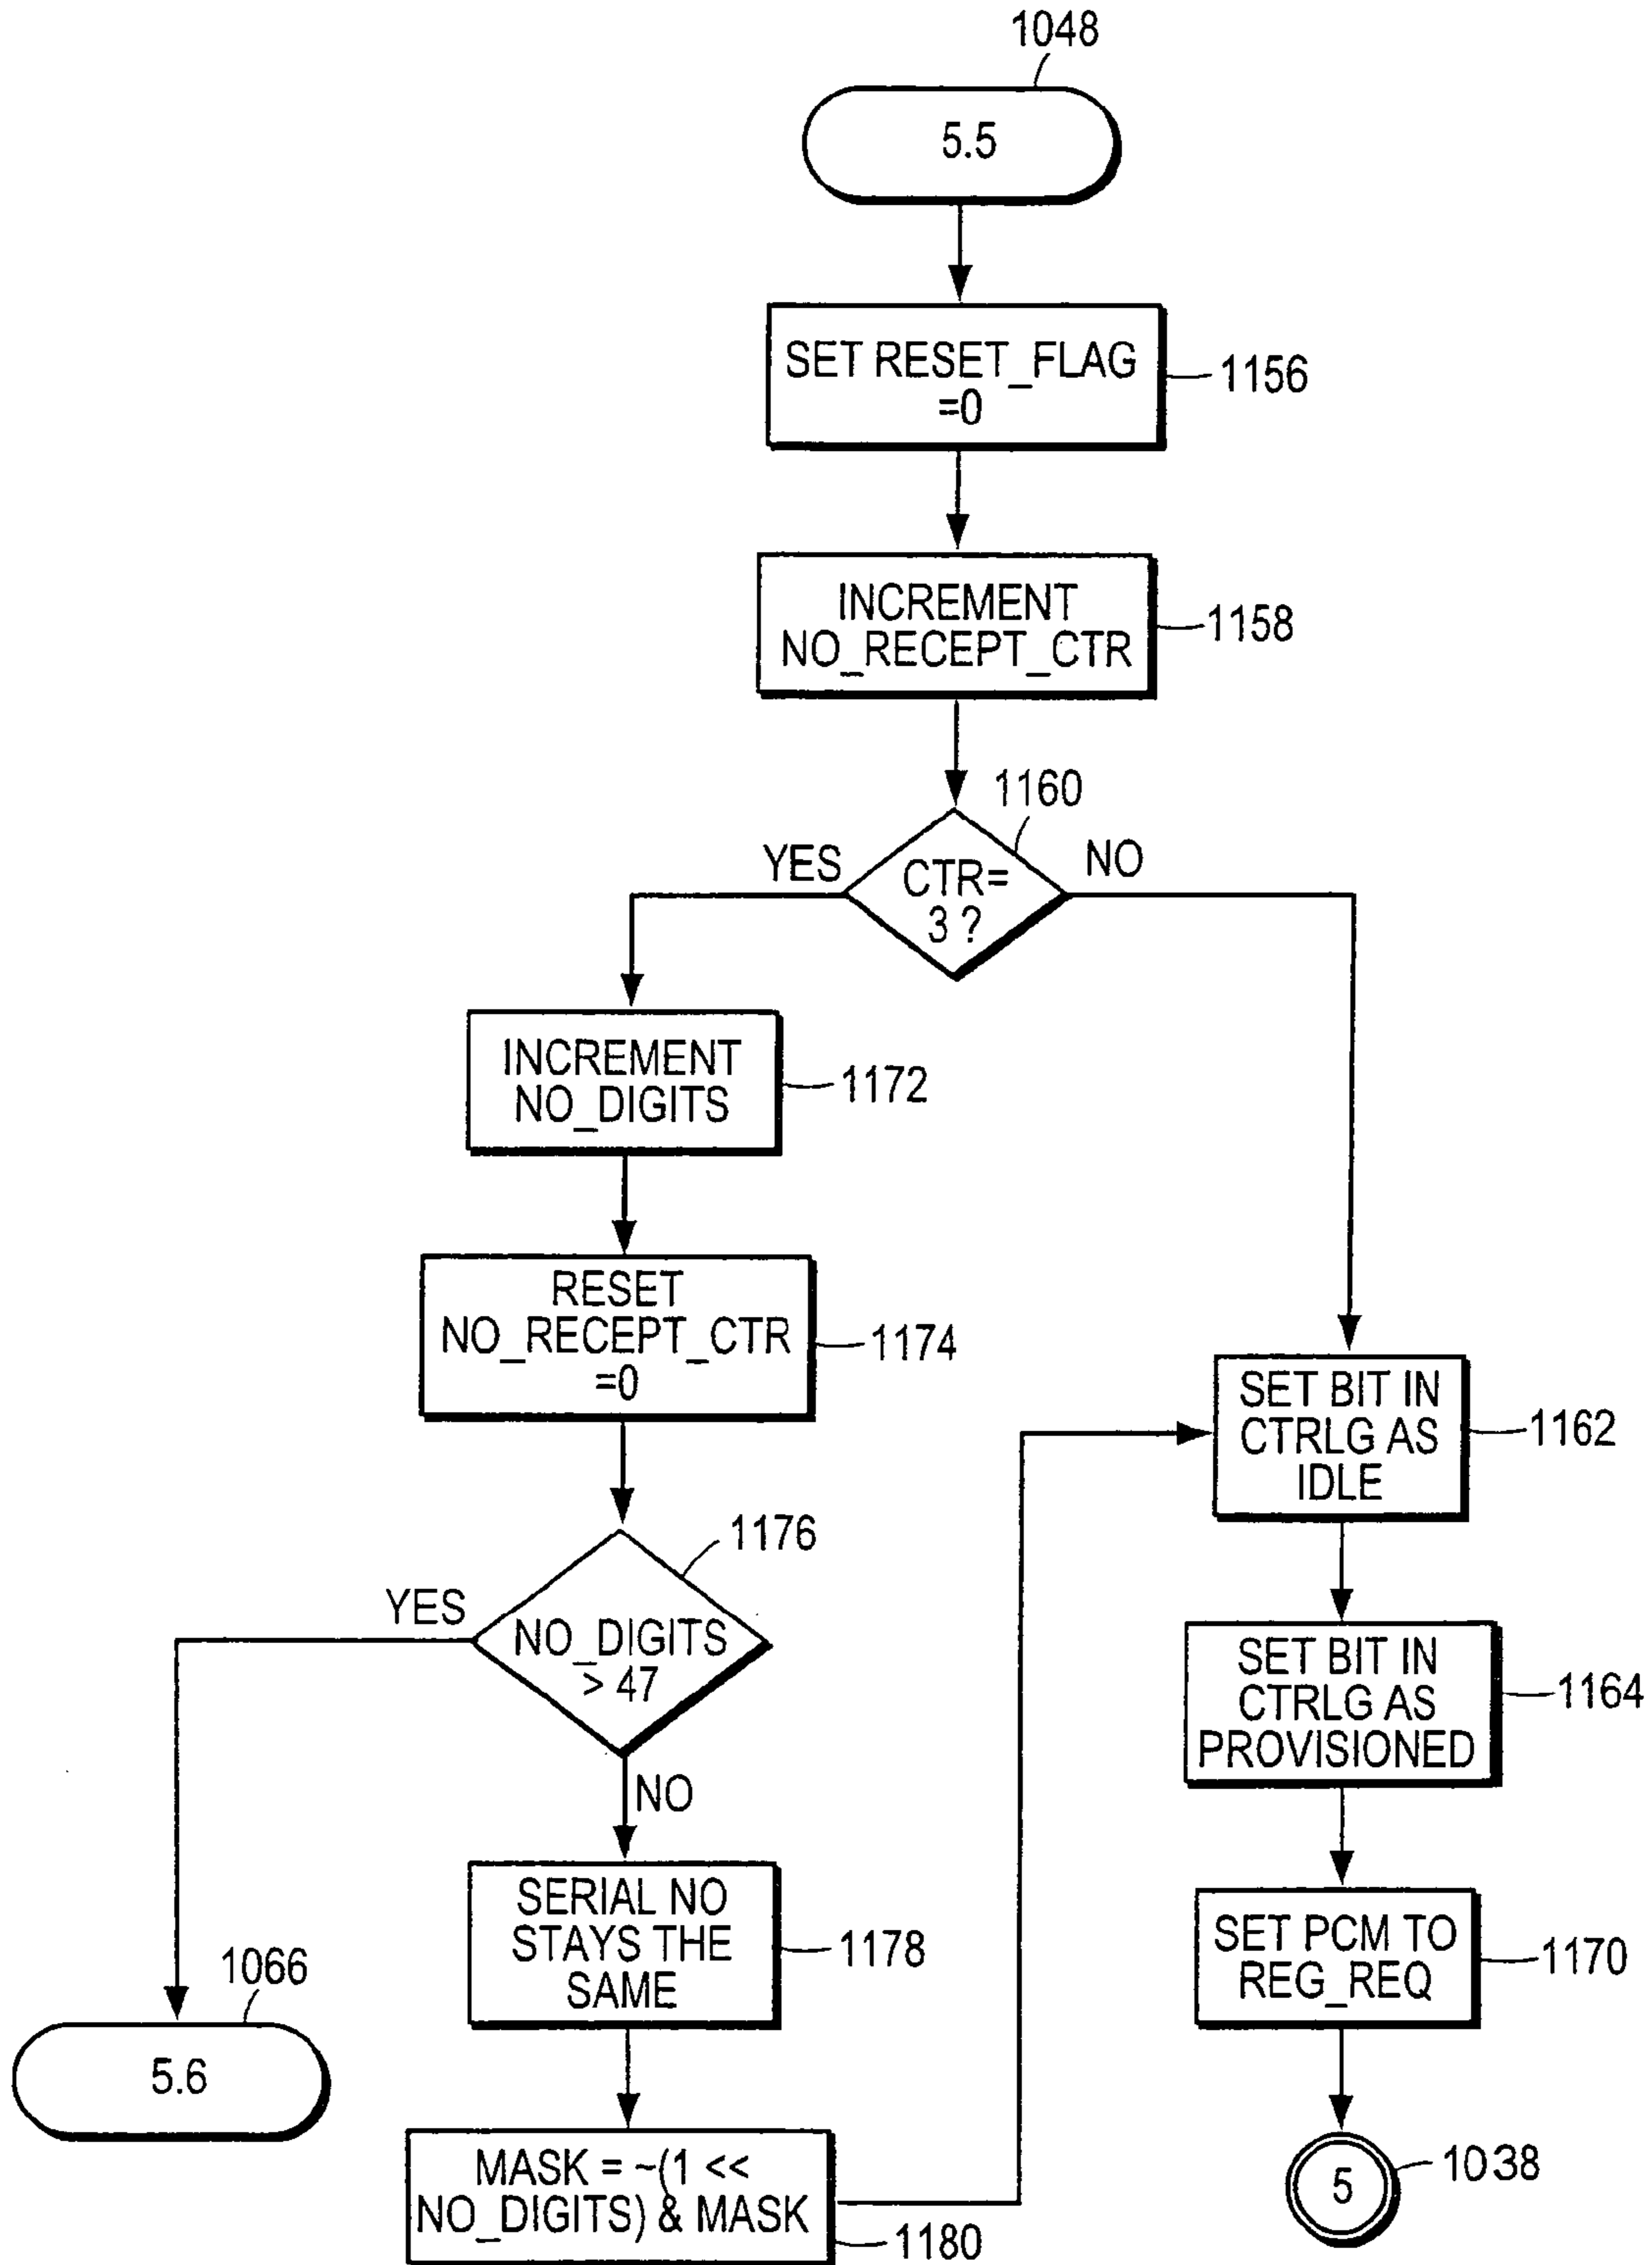 1048
5.5
SET RESET_FLAG
=0
1156
INCREMENT
NO_RECEPT_CTR
1158
1160
YES
CTR=
3 ?
NO
INCREMENT
NO_DIGITS
1172
RESET
NO_RECEPT_CTR
=0
1174
SET BIT IN
CTRLG AS
IDLE
1162
1176
YES
NO_DIGITS
> 47
NO
SET BIT IN
CTRLG AS
PROVISIONED
1164
SERIAL NO
STAYS THE
SAME
1178
SET PCM TO
REG_REQ
1170
1066
5.6
MASK = ~(1 <<
NO_DIGITS) & MASK
1180
5
1038